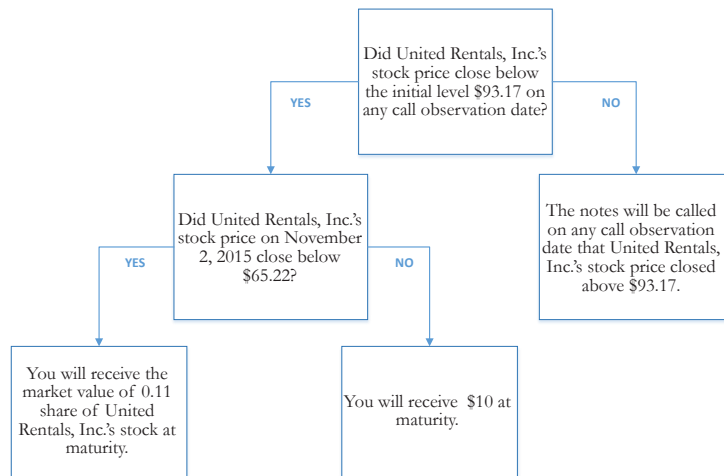 Did United Rentals, Inc.'s
stock price close below
the initial level $93.17 on
any call observation date?
YES
NO
Did United Rentals, Inc.'s
stock price on November
2, 2015 close below
$65.22?
The notes will be called
on any call observation
date that United Rentals,
Inc.'s stock price closed
above $93.17.
YES
NO
You will receive the
market value of 0.11
share of United
Rentals, Inc.'s stock at
maturity.
You will receive $10 at
maturity.